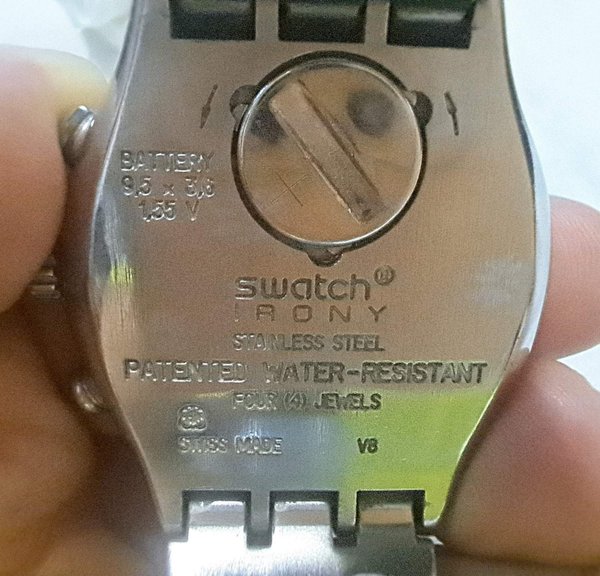 BATTERY
9,5 x 3,6
1,55 V
swatch®
IRONY
STAINLESS STEEL
PATENTED WATER-RESISTANT
FOUR (4) JEWELS
SWISS MADE V8